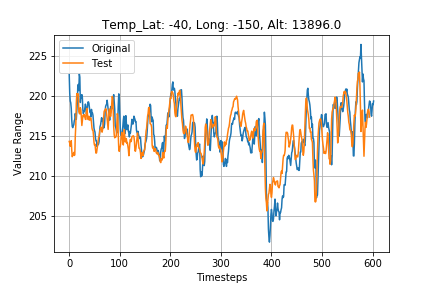 Temp_Lat: -40, Long: -150, Alt: 13896.0
Original
Test
Value Range
225
220
215
210
205
0 100 200 300 400 500 600
Timesteps